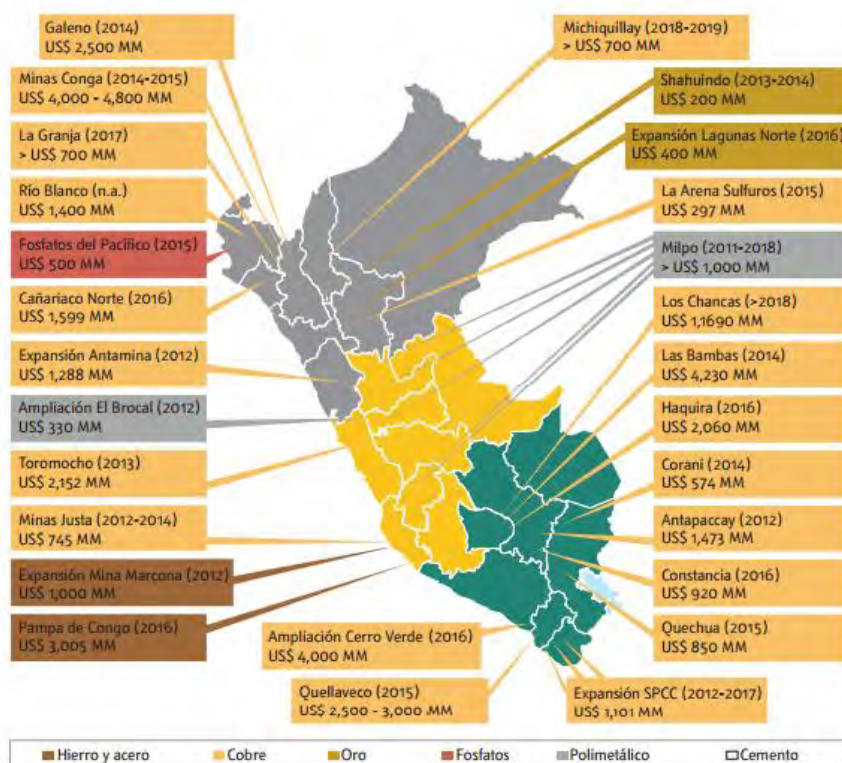 Galeno (2014)
US$ 2,500 MM
Minas Conga (2014-2015)
US$ 4,000 - 4,800 MM
La Granja (2017)
> US$ 700 MM
Río Blanco (n.a.)
US$ 1,400 MM
Fosfatos del Pacífico (2015)
US$ 500 MM
Cañariaco Norte (2016)
US$ 1,599 MM
Expansión Antamina (2012)
US$ 1,288 MM
Ampliación El Brocal (2012)
US$ 330 MM
Toromocho (2013)
US$ 2,152 MM
Minas Justa (2012-2014)
US$ 745 MM
Expansión Mina Marcona (2012)
US$ 1,000 MM
Pampa de Congo (2016)
US$ 3,005 MM
Michiquillay (2018-2019)
> US$ 700 MM
Shahuindo (2013-2014)
US$ 200 MM
Expansión Lagunas Norte (2016)
US$ 400 MM
La Arena Sulfuros (2015)
US$ 297 MM
Milpo (2011-2018)
> US$ 1,000 MM
Los Chancas (>2018)
US$ 1,1690 MM
Las Bambas (2014)
US$ 4,230 MM
Haquira (2016)
US$ 2,060 MM
Corani (2014)
US$ 574 MM
Antapaccay (2012)
US$ 1,473 MM
Constancia (2016)
US$ 920 MM
Quechua (2015)
US$ 850 MM
Ampliación Cerro Verde (2016)
US$ 4,000 MM
Quellaveco (2015)
US$ 2,500 - 3,000 MM
Expansión SPCC (2012-2017)
US$ 1,101 MM
Hierro y acero Cobre Oro Fosfatos Polimetálico Cemento